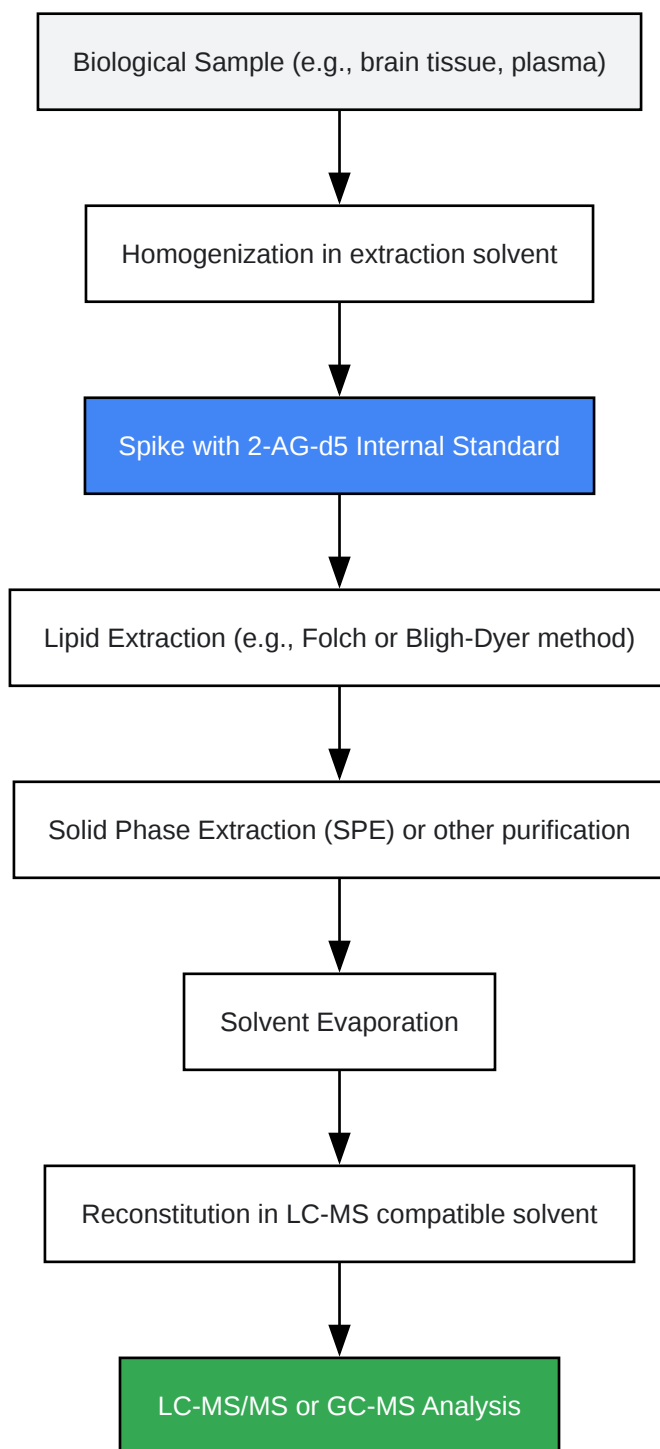 Biological Sample (e.g., brain tissue, plasma)
Homogenization in extraction solvent
Spike with 2-AG-d5 Internal Standard
Lipid Extraction (e.g., Folch or Bligh-Dyer method)
Solid Phase Extraction (SPE) or other purification
Solvent Evaporation
Reconstitution in LC-MS compatible solvent
LC-MS/MS or GC-MS Analysis